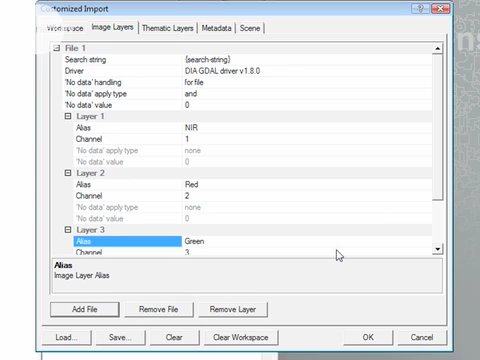 Customized Import
Workspace Image Layers Thematic Layers Metadata Scene
File 1
Search string {search-string}
Driver DIA GDAL driver v1.8.0
'No data' handling for file
'No data' apply type and
'No data' value 0
Layer 1
Alias NIR
Channel 1
'No data' apply type none
'No data' value 0
Layer 2
Alias Red
Channel 2
'No data' apply type none
'No data' value 0
Layer 3
Alias Green
Channel 3
Alias
Image Layer Alias
Add File Remove File Remove Layer
Load... Save... Clear Clear Workspace OK Cancel